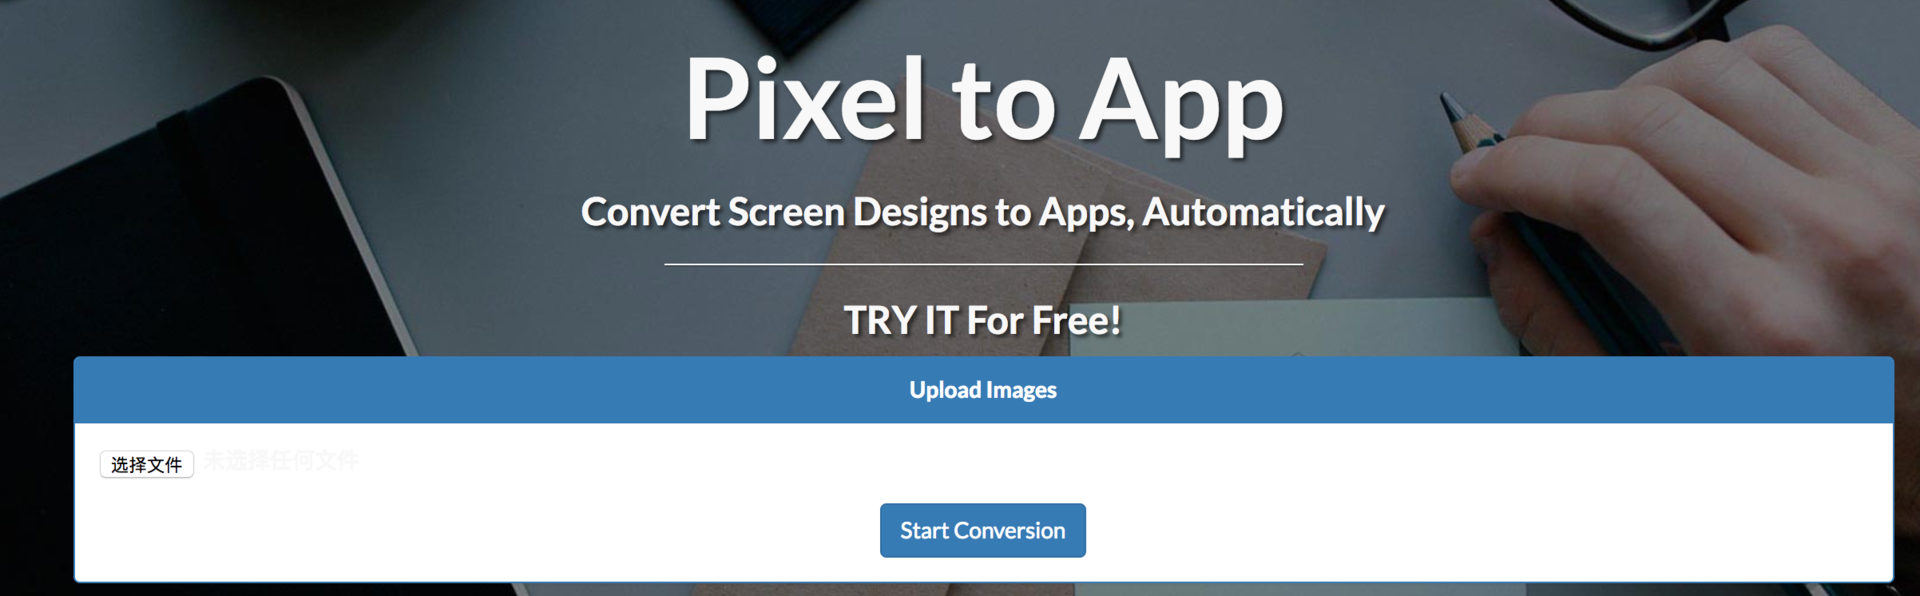 Pixel to App
Convert Screen Designs to Apps, Automatically
TRY IT For Free!
Upload Images
选择文件 未选择任何文件
Start Conversion